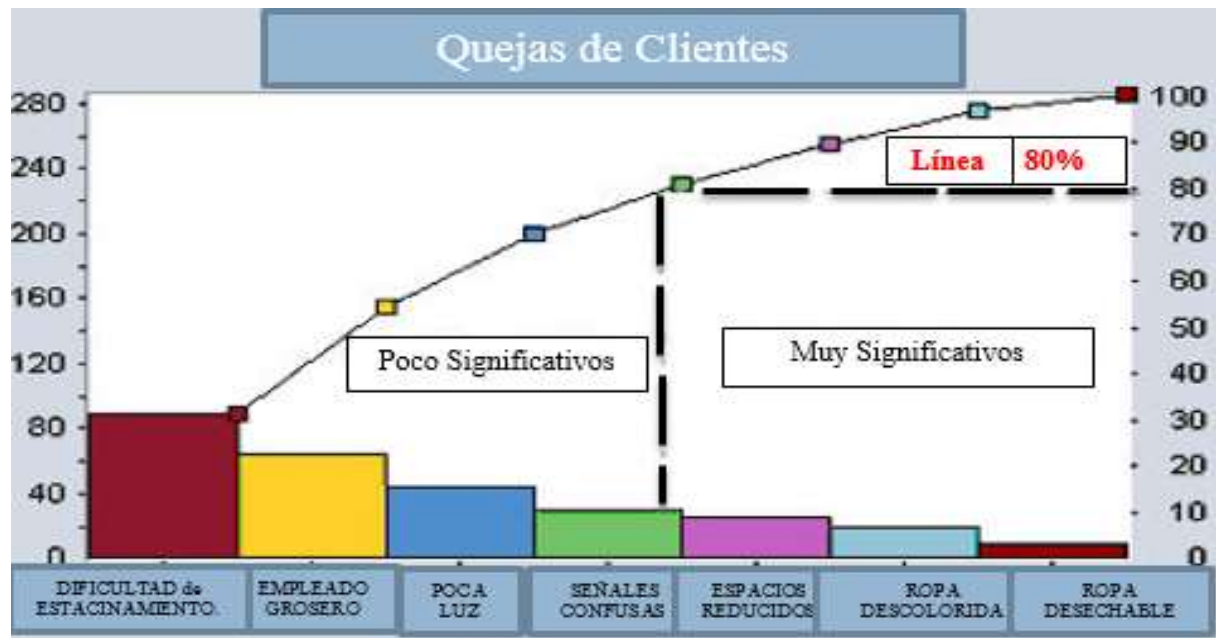 Quejas de Clientes
280
240
200
160
120
80
40
0
100
90
80
70
60
50
40
30
20
10
0
Línea 80%
Poco Significativos
Muy Significativos
DIFICULTAD de
ESTACINAMIENTO.
EMPLEADO
GROSERO
POCA
LUZ
SEÑALES
CONFUSAS
ESPACIOS
REDUCIDOS
ROPA
DESCOLORIDA
ROPA
DESECHABLE